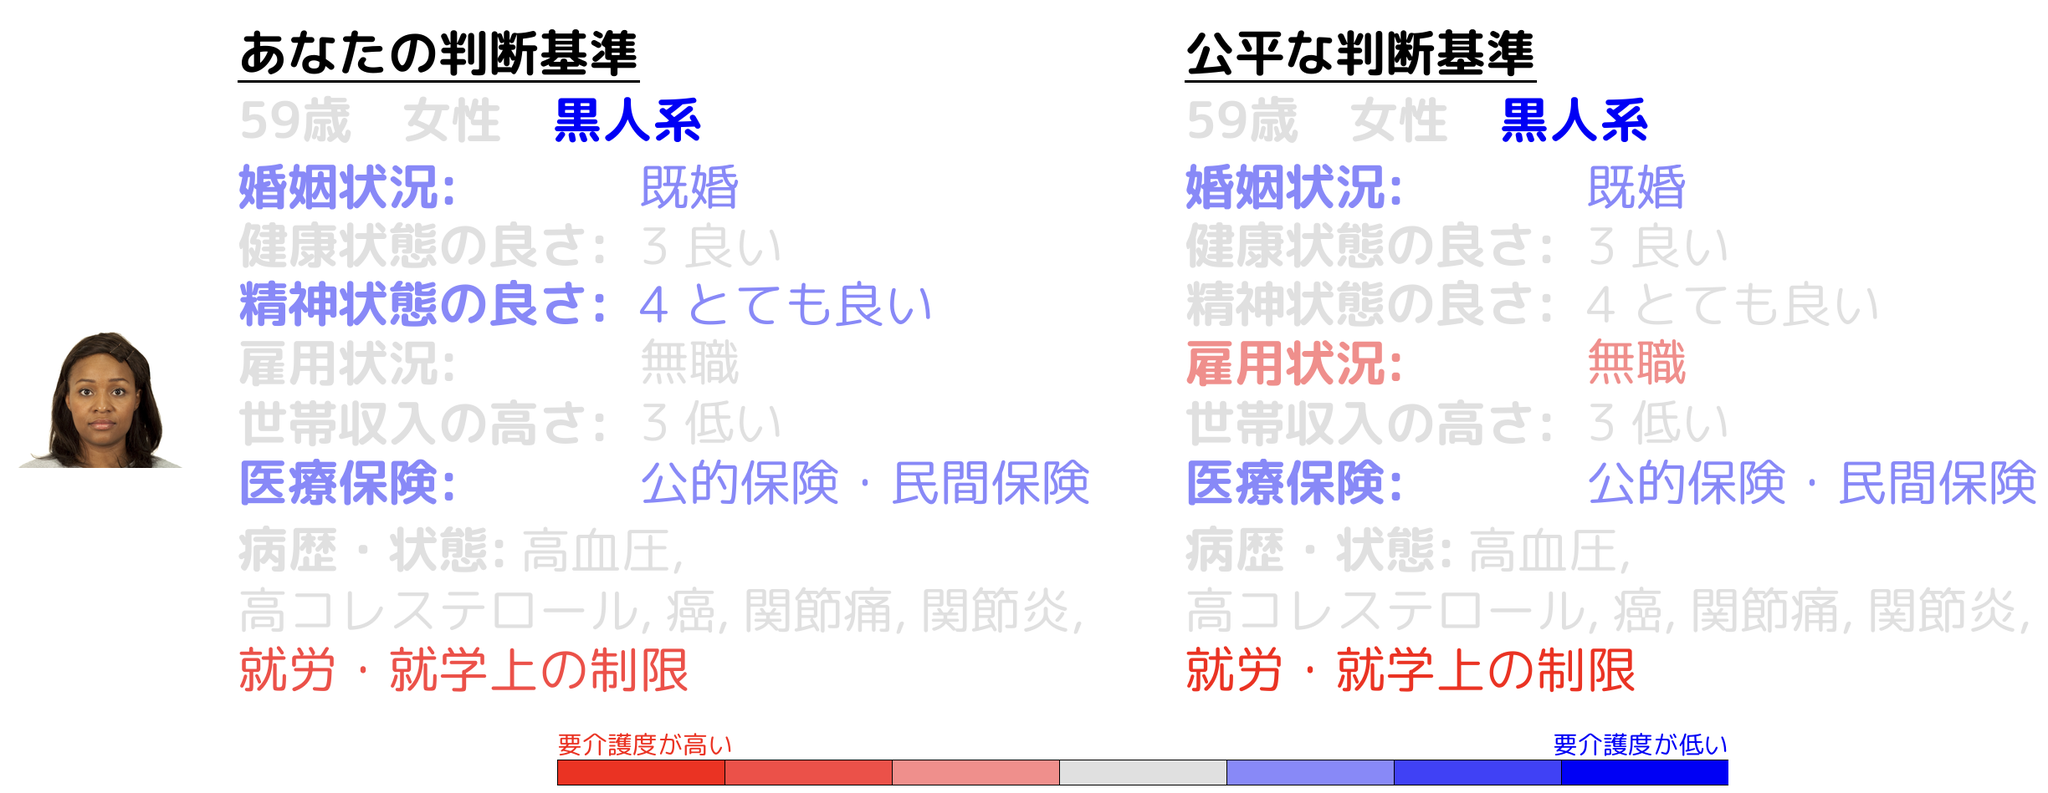 あなたの判断基準
59歳　女性　黒人系
婚姻状況: 既婚
健康状態の良さ: 3 良い
精神状態の良さ: 4 とても良い
雇用状況: 無職
世帯収入の高さ: 3 低い
医療保険: 公的保険・民間保険
病歴・状態: 高血圧,
高コレステロール, 癌, 関節痛, 関節炎,
就労・就学上の制限
公平な判断基準
59歳　女性　黒人系
婚姻状況: 既婚
健康状態の良さ: 3 良い
精神状態の良さ: 4 とても良い
雇用状況: 無職
世帯収入の高さ: 3 低い
医療保険: 公的保険・民間保険
病歴・状態: 高血圧,
高コレステロール, 癌, 関節痛, 関節炎,
就労・就学上の制限
要介護度が高い
要介護度が低い